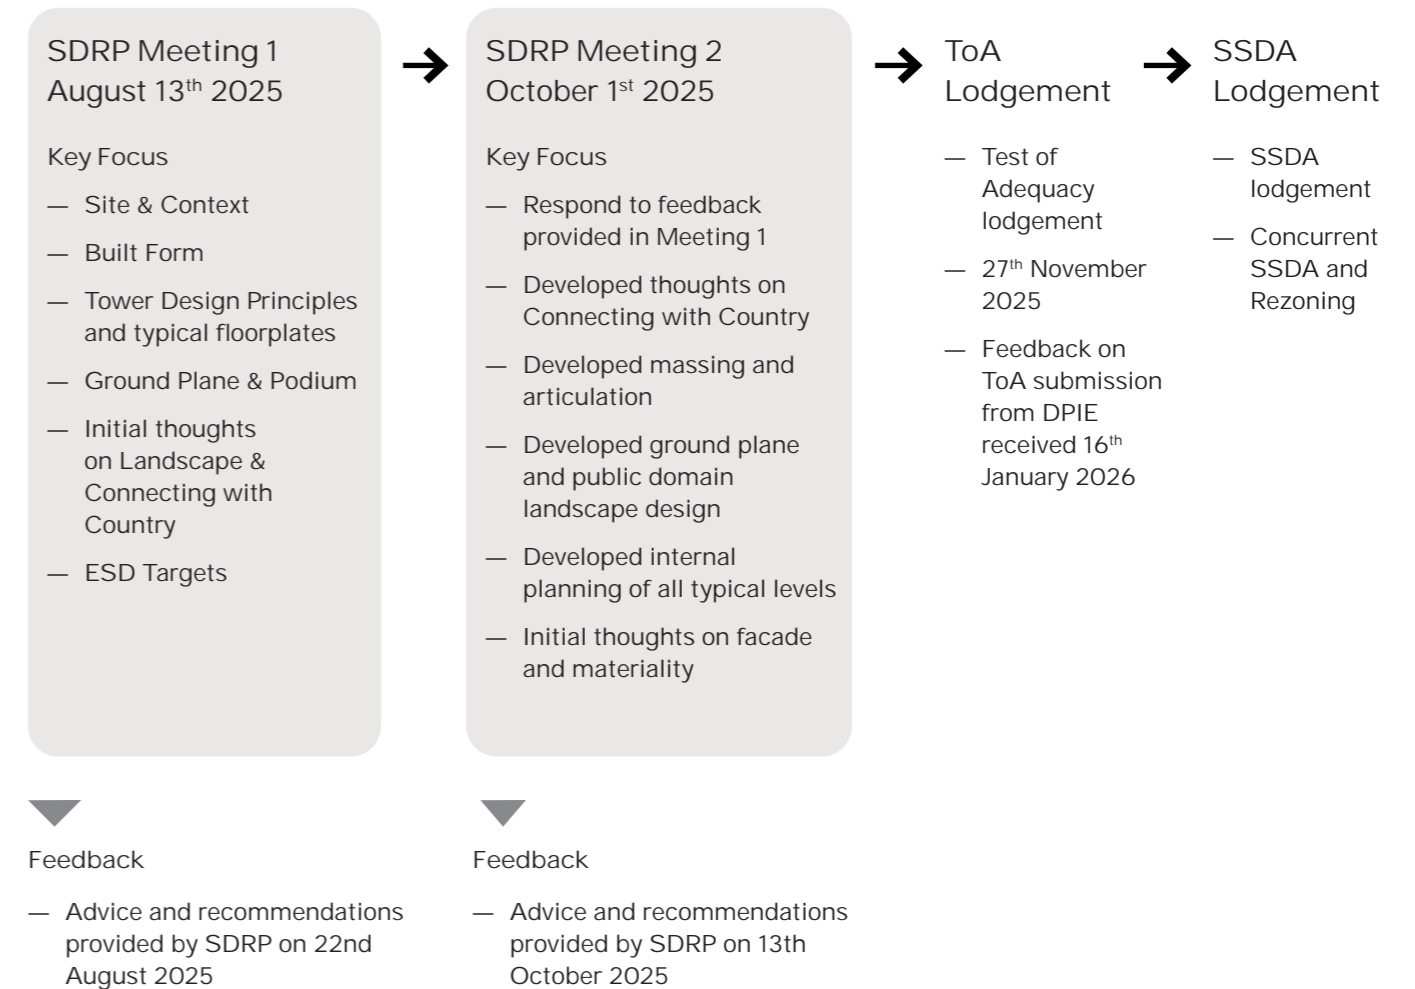 SDRP Meeting 1
August 13th 2025
Key Focus
— Site & Context
— Built Form
— Tower Design Principles
and typical floorplates
— Ground Plane & Podium
— Initial thoughts
on Landscape &
Connecting with
Country
— ESD Targets
Feedback
— Advice and recommendations
provided by SDRP on 22nd
August 2025
SDRP Meeting 2
October 1st 2025
Key Focus
— Respond to feedback
provided in Meeting 1
— Developed thoughts on
Connecting with Country
— Developed massing and
articulation
— Developed ground plane
and public domain
landscape design
— Developed internal
planning of all typical levels
— Initial thoughts on facade
and materiality
Feedback
— Advice and recommendations
provided by SDRP on 13th
October 2025
ToA
Lodgement
— Test of
Adequacy
lodgement
— 27th November
2025
— Feedback on
ToA submission
from DPIE
received 16th
January 2026
SSDA
Lodgement
— SSDA
lodgement
— Concurrent
SSDA and
Rezoning